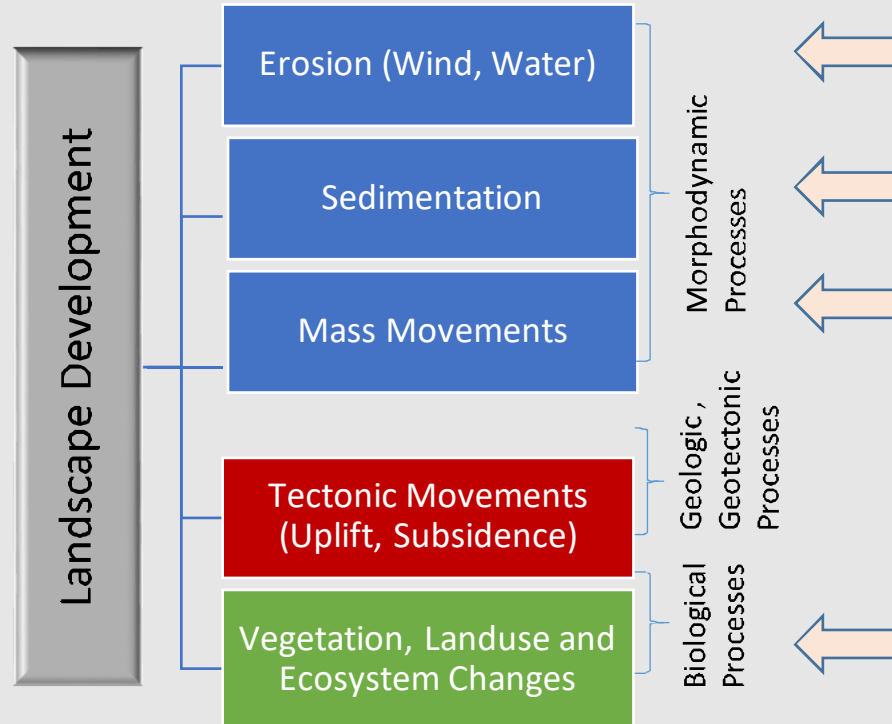 Landscape Development
Erosion (Wind, Water)
Sedimentation
Mass Movements
Morphodynamic
Processes
Tectonic Movements
(Uplift, Subsidence)
Geologic ,
Geotectonic
Processes
Vegetation, Landuse and
Ecosystem Changes
Biological
Processes